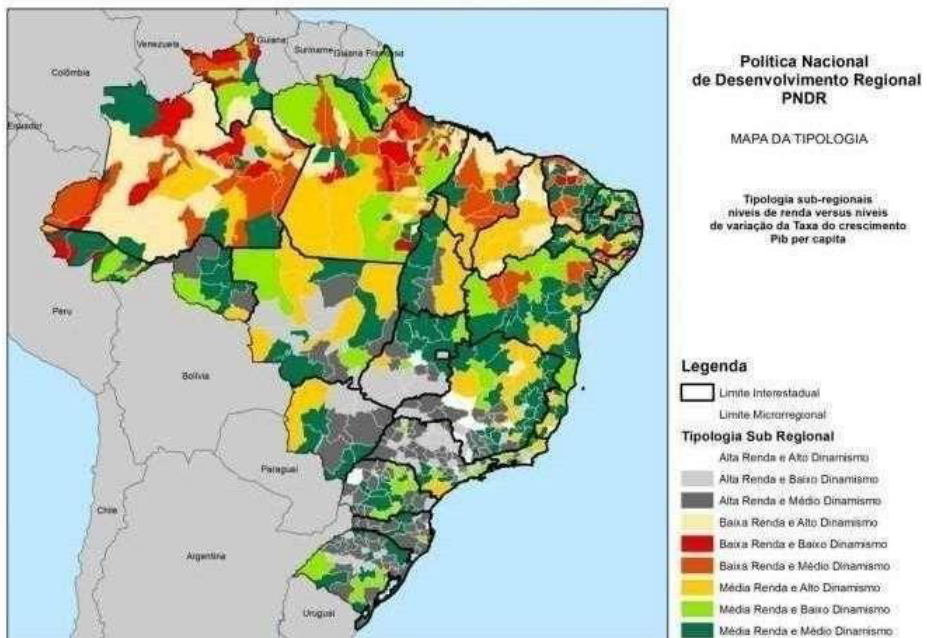 Venezuela
Guiana
Suriname
Guiana Francesa
Colômbia
Equador
Peru
Bolívia
Paraguai
Chile
Argentina
Uruguai
Política Nacional
de Desenvolvimento Regional
PNDR
MAPA DA TIPOLOGIA
Tipologia sub-regionais
niveis de renda versus niveis
de variação da Taxa do crescimento
Pib per capita
Legenda
Limite Interestadual
Limite Microrregional
Tipologia Sub Regional
Alta Renda e Alto Dinamismo
Alta Renda e Baixo Dinamismo
Alta Renda e Médio Dinamismo
Baixa Renda e Alto Dinamismo
Baixa Renda e Baixo Dinamismo
Baixa Renda e Médio Dinamismo
Média Renda e Alto Dinamismo
Média Renda e Baixo Dinamismo
Média Renda e Médio Dinamismo